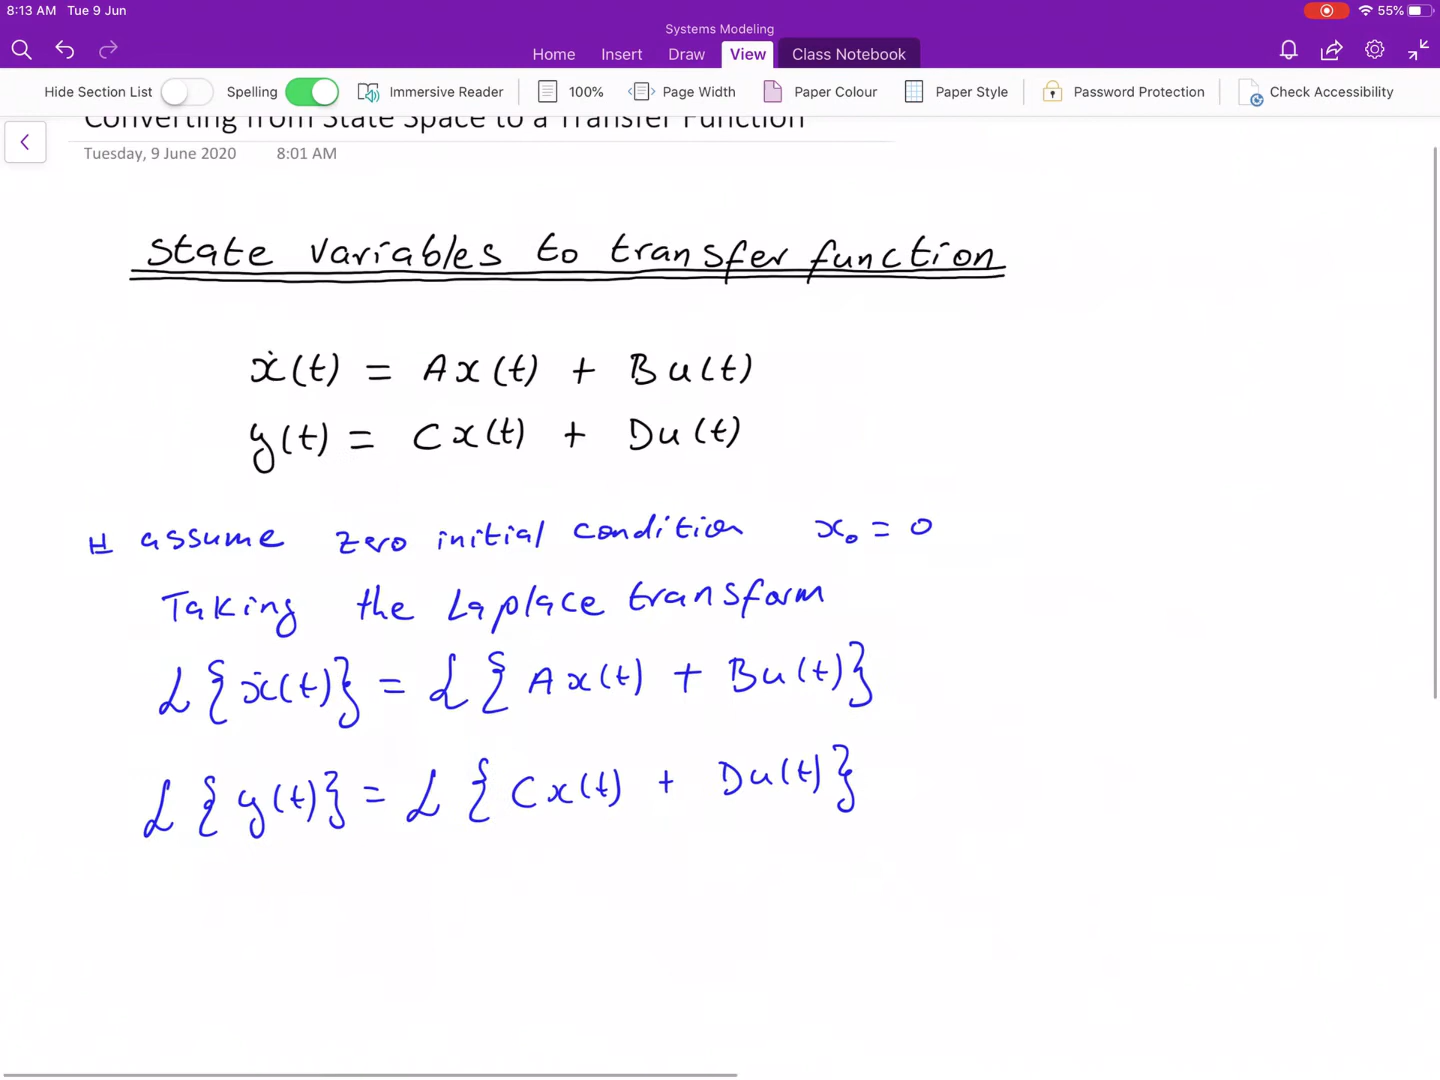 8:13 AM Tue 9 Jun
55%
Systems Modeling
Home Insert Draw View Class Notebook
Hide Section List Spelling Immersive Reader 100% Page Width Paper Colour Paper Style Password Protection Check Accessibility
Converting from State Space to a Transfer Function
Tuesday, 9 June 2020 8:01 AM
State variables to transfer function
ẋ(t) = Ax(t) + Bu(t)
y(t) = Cx(t) + Du(t)
assume zero initial condition x₀ = 0
Taking the Laplace transform
ℒ{ẋ(t)} = ℒ{Ax(t) + Bu(t)}
ℒ{y(t)} = ℒ{Cx(t) + Du(t)}